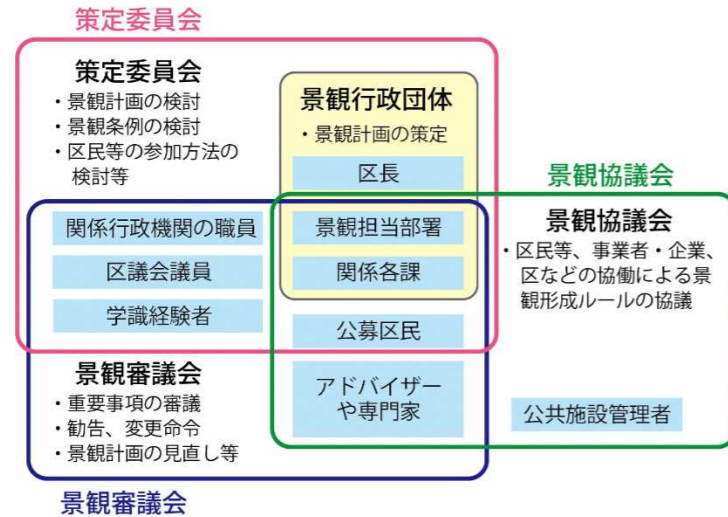 策定委員会
策定委員会
・景観計画の検討
・景観条例の検討
・区民等の参加方法の
検討等
景観行政団体
・景観計画の策定
区長
景観担当部署
関係各課
景観協議会
景観協議会
・区民等、事業者・企業、
区などの協働による景
観形成ルールの協議
関係行政機関の職員
区議会議員
学識経験者
公募区民
アドバイザー
や専門家
公共施設管理者
景観審議会
・重要事項の審議
・勧告、変更命令
・景観計画の見直し等
景観審議会